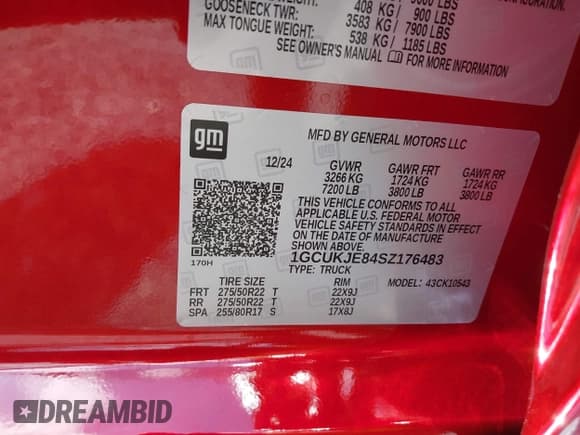 408 KG/ 900 LBS
GOOSENECK TWR:
3583 KG/ 7900 LBS
MAX TONGUE WEIGHT:
538 KG/ 1185 LBS
SEE OWNER'S MANUAL FOR MORE INFORMATION
gm
MFD BY GENERAL MOTORS LLC
12/24 GVWR GAWR FRT GAWR RR
3266 KG 1724 KG 1724 KG
7200 LB 3800 LB 3800 LB
THIS VEHICLE CONFORMS TO ALL
APPLICABLE U.S. FEDERAL MOTOR
VEHICLE SAFETY STANDARDS IN EFFECT
ON THE DATE OF MANUFACTURE SHOWN ABOVE.
1GCUKJE84SZ176483
170H
TYPE: TRUCK MODEL: 43CK10543
TIRE SIZE RIM
FRT 275/50R22 T 22X9J
RR 275/50R22 T 22X9J
SPA 255/80R17 S 17X8J
DREAMBID